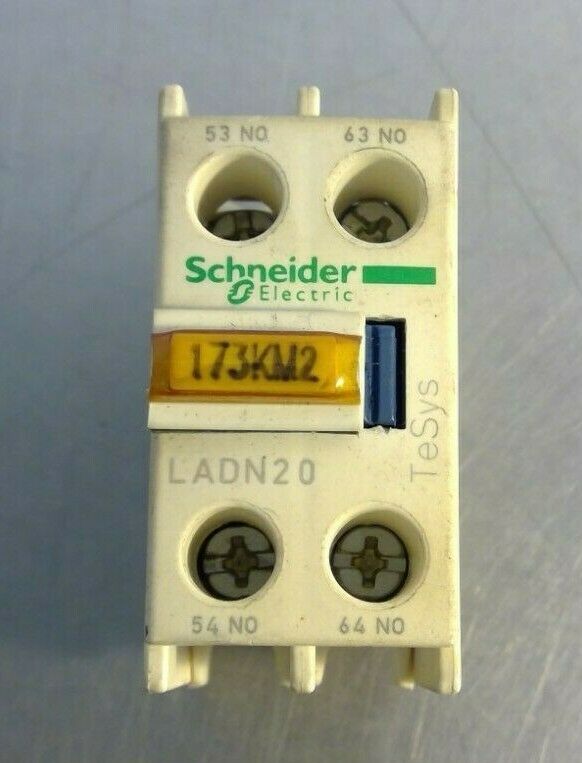 53 NO 63 NO
Schneider
Electric
173KM2
TeSys
LADN20
54 NO 64 NO